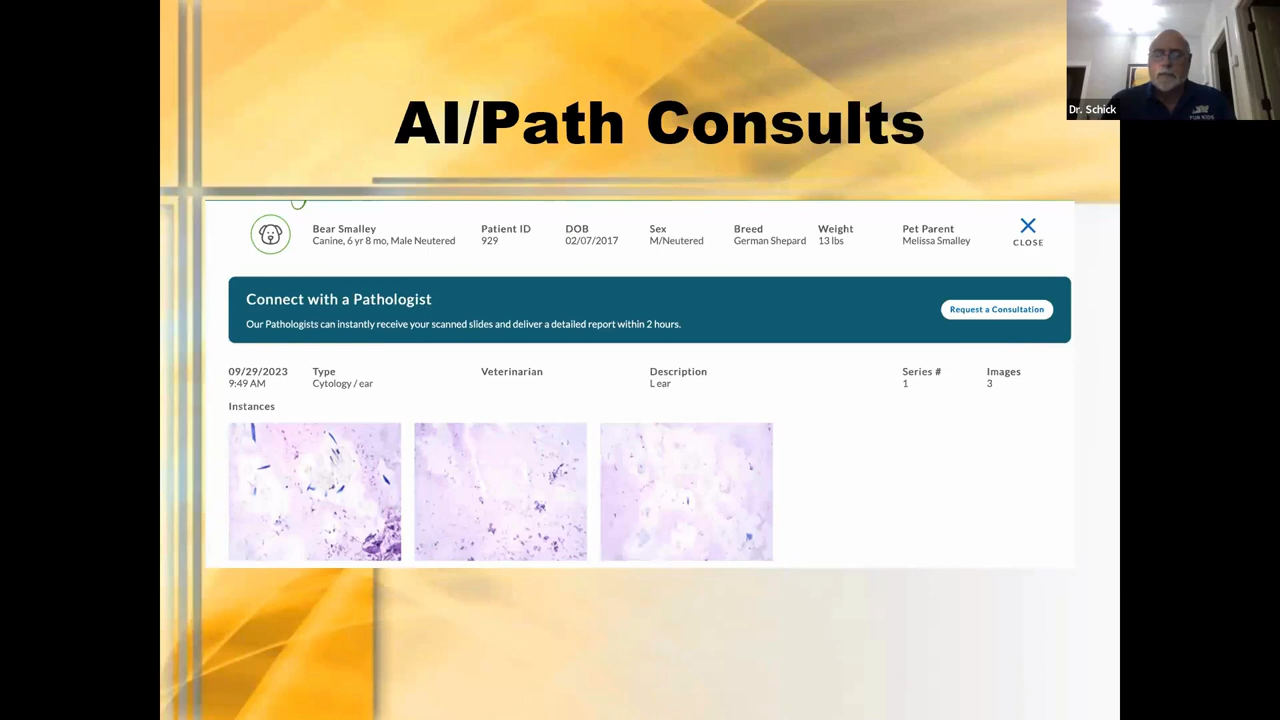 AI/Path Consults
Dr. Schick
FUR KIDS
Bear Smalley
Canine, 6 yr 8 mo, Male Neutered
Patient ID
929
DOB
02/07/2017
Sex
M/Neutered
Breed
German Shepard
Weight
13 lbs
Pet Parent
Melissa Smalley
CLOSE
Connect with a Pathologist
Our Pathologists can instantly receive your scanned slides and deliver a detailed report within 2 hours.
Request a Consultation
09/29/2023
9:49 AM
Type
Cytology / ear
Veterinarian
Description
L ear
Series #
1
Images
3
Instances